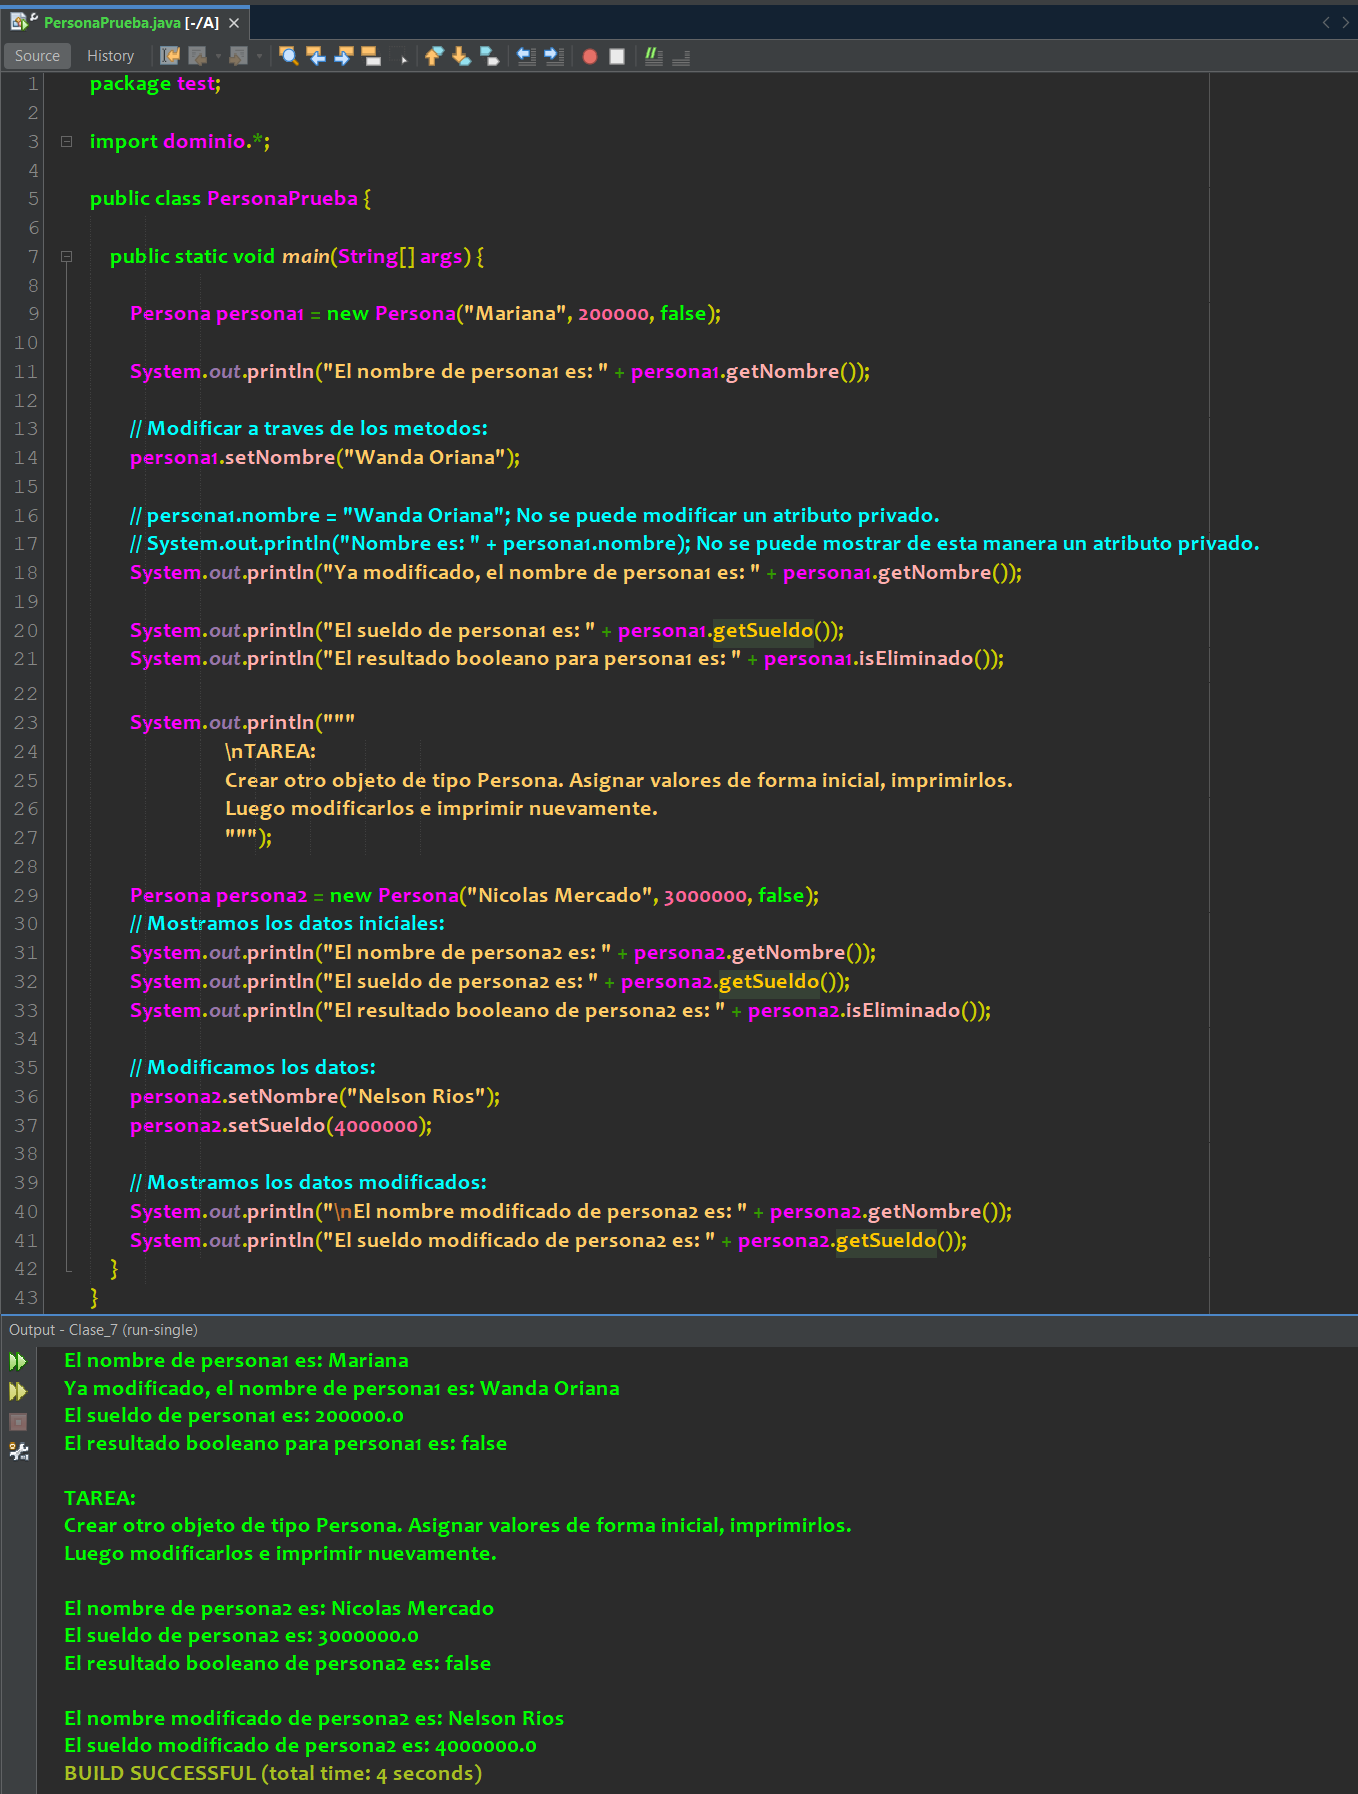 PersonaPrueba.java [-/A]
Source History
1 package test;
2
3 import dominio.*;
4
5 public class PersonaPrueba {
6
7 public static void main(String[] args) {
8
9 Persona persona1 = new Persona("Mariana", 200000, false);
10
11 System.out.println("El nombre de persona1 es: " + persona1.getNombre());
12
13 // Modificar a traves de los metodos:
14 persona1.setNombre("Wanda Oriana");
15
16 // persona1.nombre = "Wanda Oriana"; No se puede modificar un atributo privado.
17 // System.out.println("Nombre es: " + persona1.nombre); No se puede mostrar de esta manera un atributo privado.
18 System.out.println("Ya modificado, el nombre de persona1 es: " + persona1.getNombre());
19
20 System.out.println("El sueldo de persona1 es: " + persona1.getSueldo());
21 System.out.println("El resultado booleano para persona1 es: " + persona1.isEliminado());
22
23 System.out.println("""
24 \nTAREA:
25 Crear otro objeto de tipo Persona. Asignar valores de forma inicial, imprimirlos.
26 Luego modificarlos e imprimir nuevamente.
27 """);
28
29 Persona persona2 = new Persona("Nicolas Mercado", 3000000, false);
30 // Mostramos los datos iniciales:
31 System.out.println("El nombre de persona2 es: " + persona2.getNombre());
32 System.out.println("El sueldo de persona2 es: " + persona2.getSueldo());
33 System.out.println("El resultado booleano de persona2 es: " + persona2.isEliminado());
34
35 // Modificamos los datos:
36 persona2.setNombre("Nelson Rios");
37 persona2.setSueldo(4000000);
38
39 // Mostramos los datos modificados:
40 System.out.println("\nEl nombre modificado de persona2 es: " + persona2.getNombre());
41 System.out.println("El sueldo modificado de persona2 es: " + persona2.getSueldo());
42 }
43 }
Output - Clase_7 (run-single)
El nombre de persona1 es: Mariana
Ya modificado, el nombre de persona1 es: Wanda Oriana
El sueldo de persona1 es: 200000.0
El resultado booleano para persona1 es: false
TAREA:
Crear otro objeto de tipo Persona. Asignar valores de forma inicial, imprimirlos.
Luego modificarlos e imprimir nuevamente.
El nombre de persona2 es: Nicolas Mercado
El sueldo de persona2 es: 3000000.0
El resultado booleano de persona2 es: false
El nombre modificado de persona2 es: Nelson Rios
El sueldo modificado de persona2 es: 4000000.0
BUILD SUCCESSFUL (total time: 4 seconds)